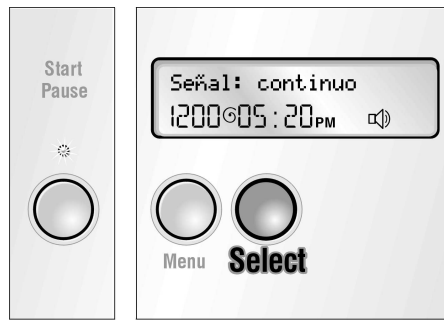 Start
Pause
Señal: continuo
1200 05:20PM
Menu
Select